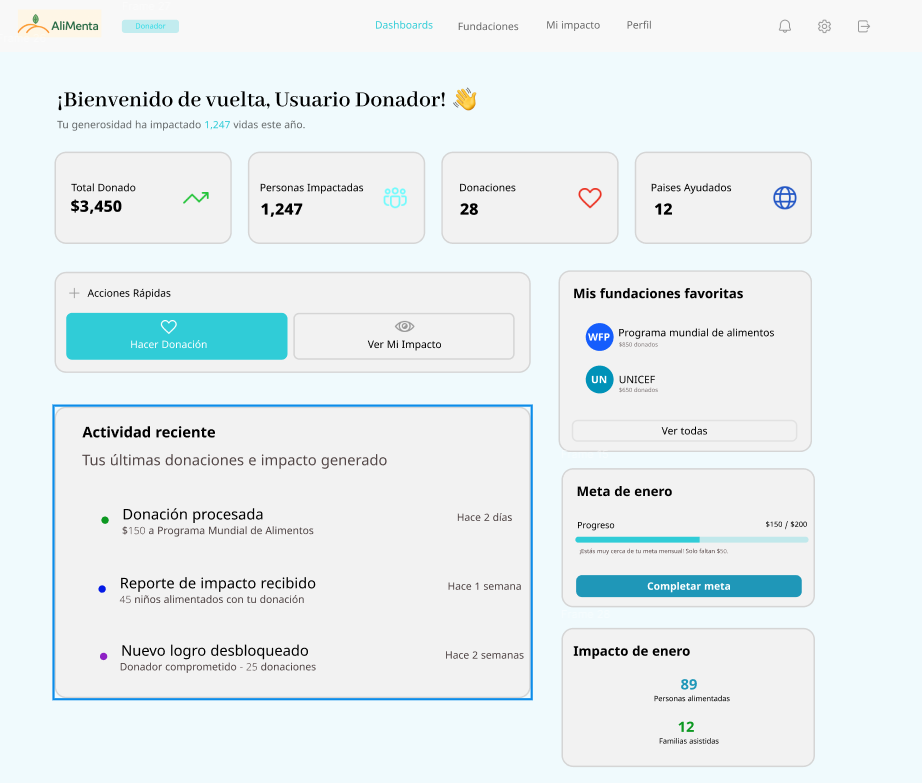 AliMenta
Donador
Dashboards
Fundaciones
Mi impacto
Perfil
¡Bienvenido de vuelta, Usuario Donador! 👋
Tu generosidad ha impactado 1,247 vidas este año.
Total Donado
$3,450
Personas Impactadas
1,247
Donaciones
28
Paises Ayudados
12
Acciones Rápidas
Hacer Donación
Ver Mi Impacto
Mis fundaciones favoritas
WFP
Programa mundial de alimentos
$850 donados
UN
UNICEF
$650 donados
Ver todas
Actividad reciente
Tus últimas donaciones e impacto generado
Donación procesada
$150 a Programa Mundial de Alimentos
Hace 2 días
Reporte de impacto recibido
45 niños alimentados con tu donación
Hace 1 semana
Nuevo logro desbloqueado
Donador comprometido - 25 donaciones
Hace 2 semanas
Meta de enero
Progreso
$150 / $200
¡Estás muy cerca de tu meta mensual! Solo faltan $50.
Completar meta
Impacto de enero
89
Personas alimentadas
12
Familias asistidas